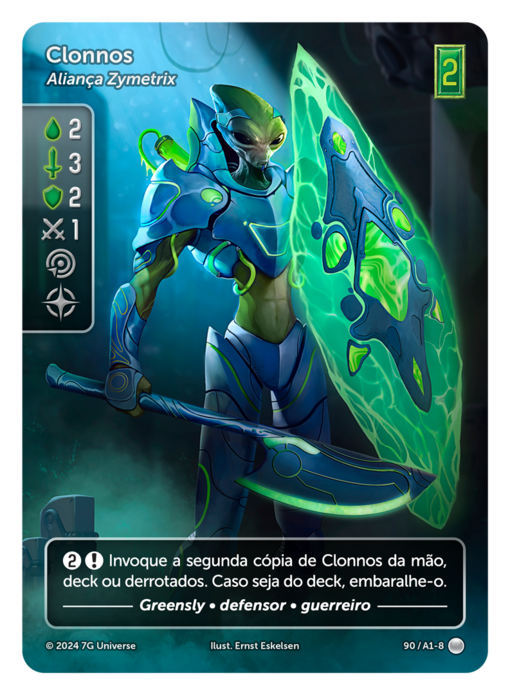 Clonnos
Aliança Zymetrix
2
2
3
2
1
2 ! Invoque a segunda cópia de Clonnos da mão,
deck ou derrotados. Caso seja do deck, embaralhe-o.
Greensly • defensor • guerreiro
© 2024 7G Universe
Ilust. Ernst Eskelsen
90 / A1-8